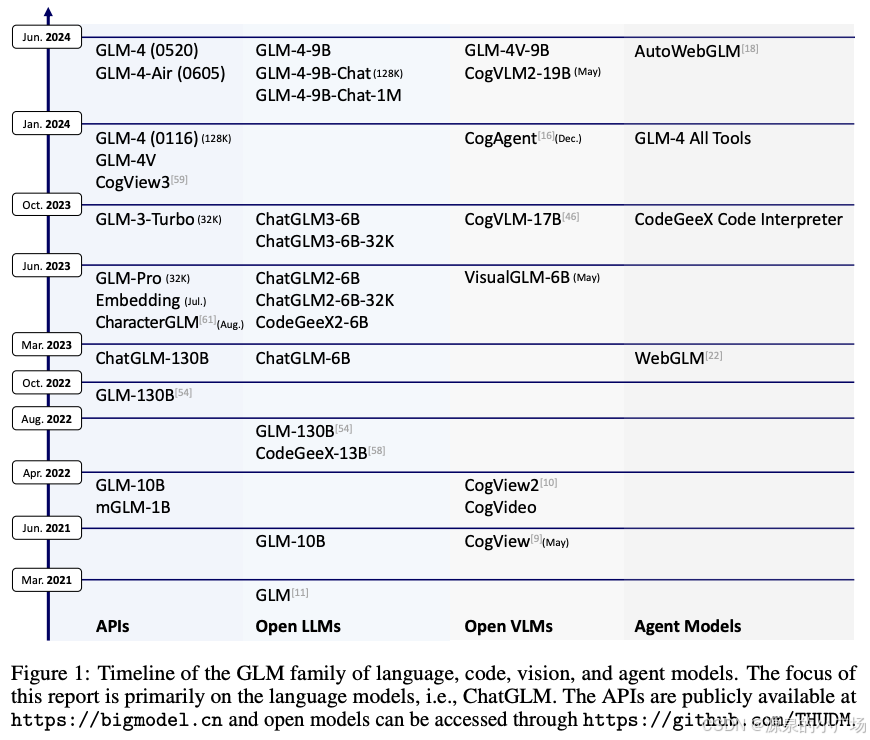 Jun. 2024
GLM-4 (0520) GLM-4-9B GLM-4V-9B AutoWebGLM[18]
GLM-4-Air (0605) GLM-4-9B-Chat (128K) CogVLM2-19B (May)
GLM-4-9B-Chat-1M
Jan. 2024
GLM-4 (0116) (128K) CogAgent[16](Dec.) GLM-4 All Tools
GLM-4V
CogView3[59]
Oct. 2023
GLM-3-Turbo (32K) ChatGLM3-6B CogVLM-17B[46] CodeGeeX Code Interpreter
ChatGLM3-6B-32K
Jun. 2023
GLM-Pro (32K) ChatGLM2-6B VisualGLM-6B (May)
Embedding (Jul.) ChatGLM2-6B-32K
CharacterGLM[61](Aug.) CodeGeeX2-6B
Mar. 2023
ChatGLM-130B ChatGLM-6B WebGLM[22]
Oct. 2022
GLM-130B[54]
Aug. 2022
GLM-130B[54]
CodeGeeX-13B[58]
Apr. 2022
GLM-10B CogView2[10]
mGLM-1B CogVideo
Jun. 2021
GLM-10B CogView[9](May)
Mar. 2021
GLM[11]
APIs Open LLMs Open VLMs Agent Models
Figure 1: Timeline of the GLM family of language, code, vision, and agent models. The focus of
this report is primarily on the language models, i.e., ChatGLM. The APIs are publicly available at
https://bigmodel.cn and open models can be accessed through https://github.com/THUDM.
CSDN @源泉的小广场